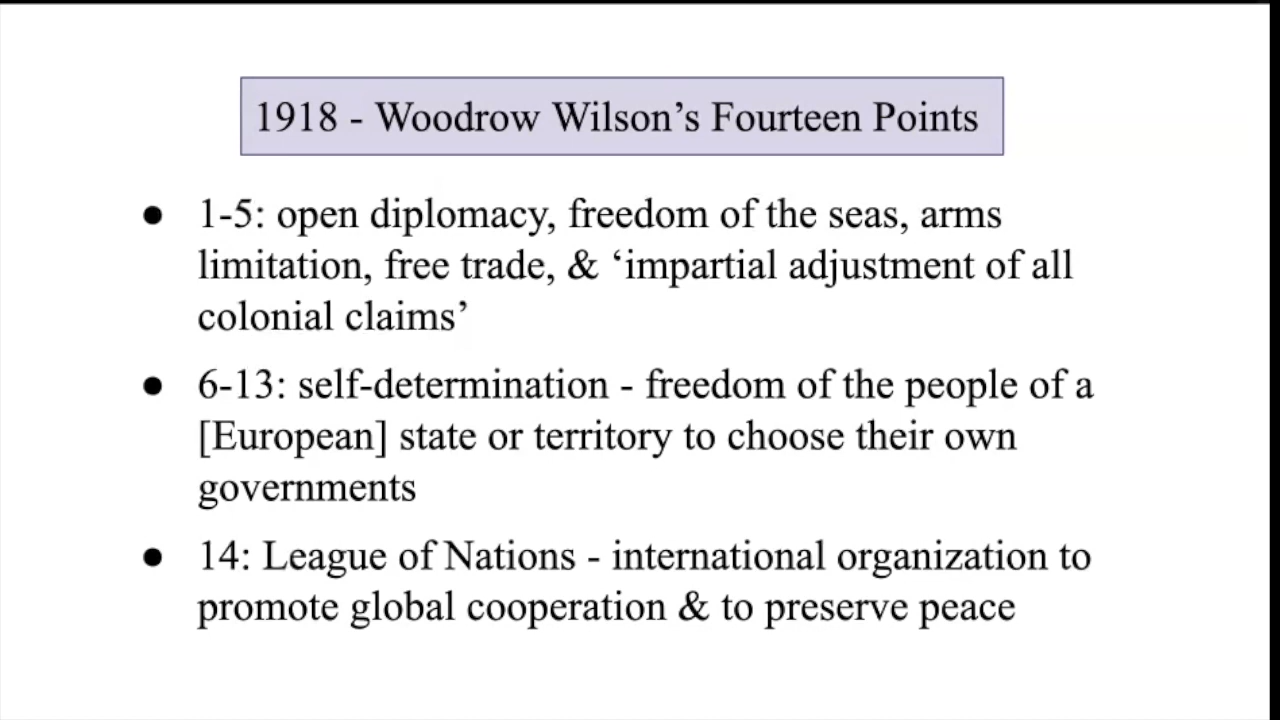 1918 - Woodrow Wilson’s Fourteen Points
● 1-5: open diplomacy, freedom of the seas, arms
limitation, free trade, & ‘impartial adjustment of all
colonial claims’
● 6-13: self-determination - freedom of the people of a
[European] state or territory to choose their own
governments
● 14: League of Nations - international organization to
promote global cooperation & to preserve peace